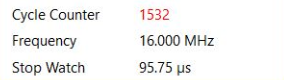 Cycle Counter 1532
Frequency 16.000 MHz
Stop Watch 95.75 µs